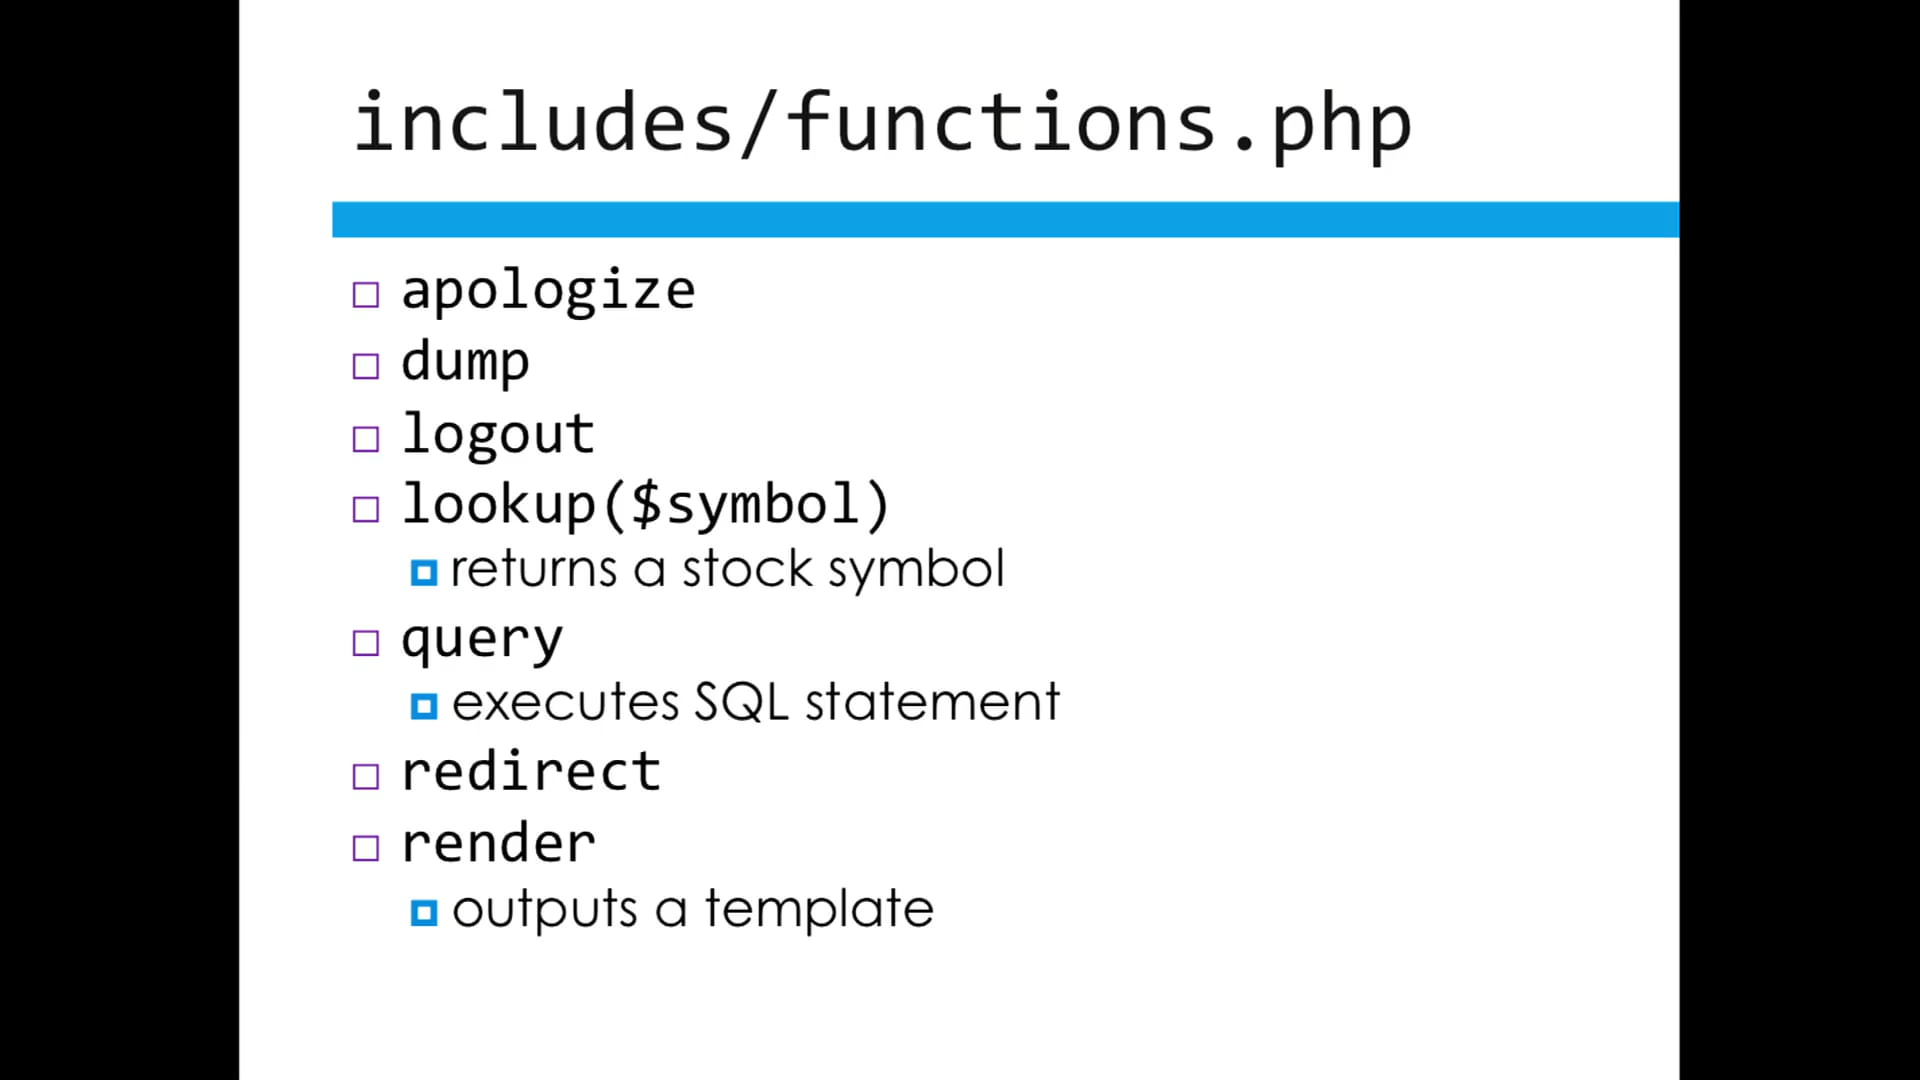 includes/functions.php
apologize
dump
logout
lookup($symbol)
returns a stock symbol
query
executes SQL statement
redirect
render
outputs a template